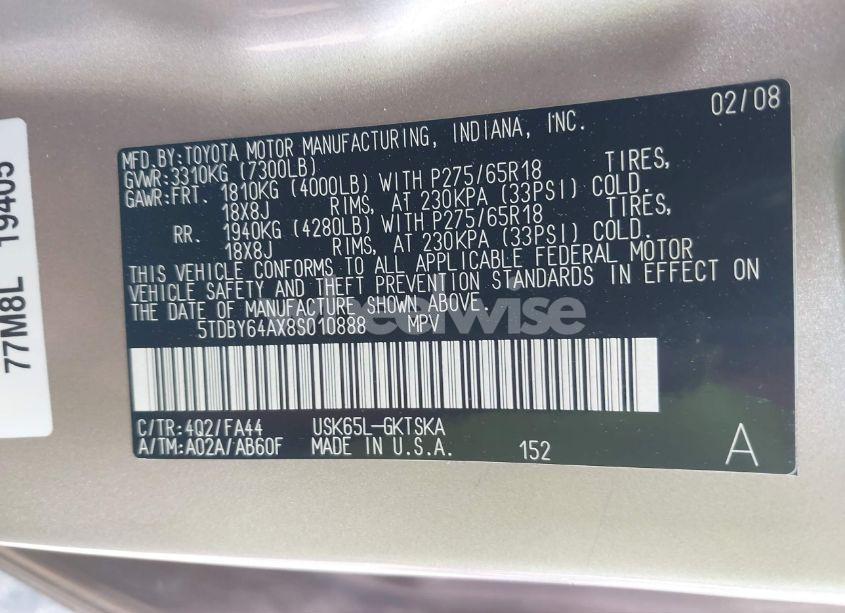 02/08
MFD.BY:TOYOTA MOTOR MANUFACTURING, INDIANA, INC.
GVWR:3310KG (7300LB)
GAWR:FRT. 1810KG (4000LB) WITH P275/65R18 TIRES,
18X8J RIMS, AT 230KPA (33PSI) COLD.
RR. 1940KG (4280LB) WITH P275/65R18 TIRES,
18X8J RIMS, AT 230KPA (33PSI) COLD.
THIS VEHICLE CONFORMS TO ALL APPLICABLE FEDERAL MOTOR
VEHICLE SAFETY AND THEFT PREVENTION STANDARDS IN EFFECT ON
THE DATE OF MANUFACTURE SHOWN ABOVE.
5TDBY64AX8S010888 MPV
C/TR:4Q2/FA44 USK65L-GKTSKA
A/TM:A02A/AB60F MADE IN U.S.A. 152 A
77M8L 19405